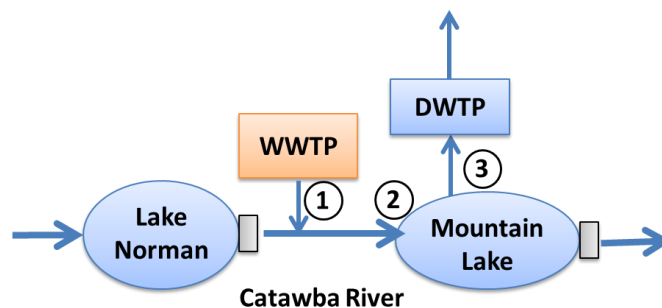 DWTP
WWTP
1
2
3
Lake
Norman
Mountain
Lake
Catawba River